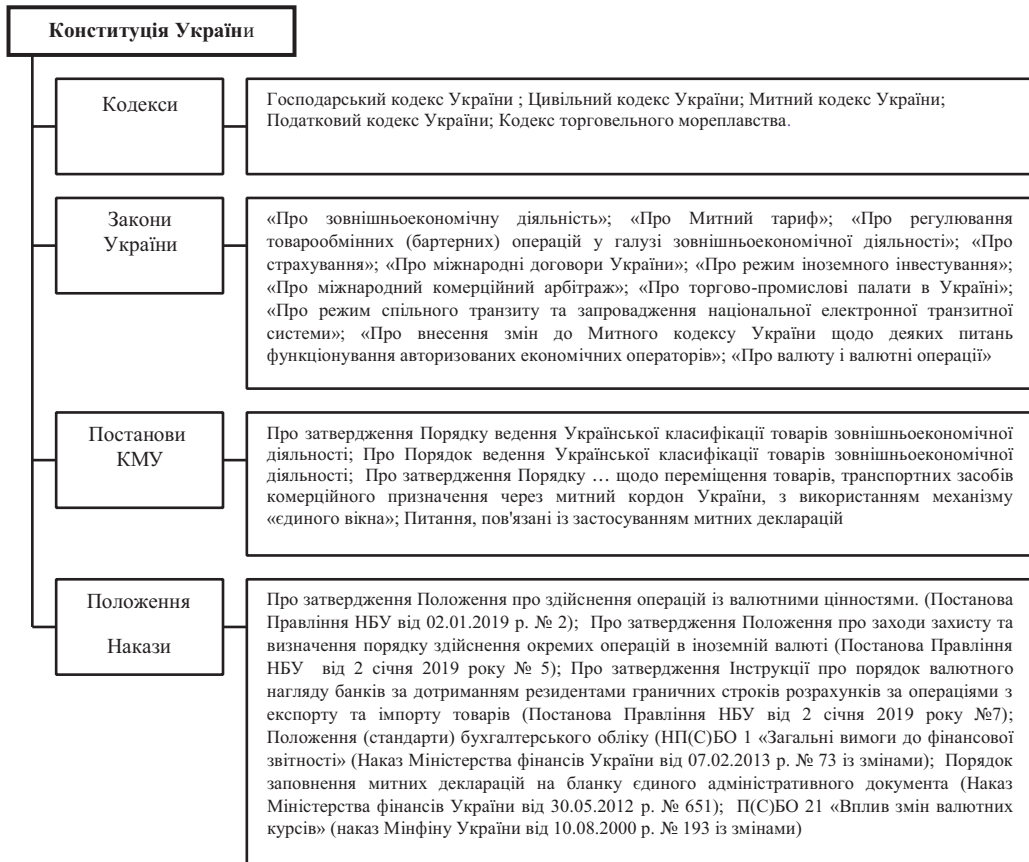 Конституція України
Кодекси
Господарський кодекс України ; Цивільний кодекс України; Митний кодекс України;
Податковий кодекс України; Кодекс торговельного мореплавства.
Закони
України
«Про зовнішньоекономічну діяльність»; «Про Митний тариф»; «Про регулювання
товарообмінних (бартерних) операцій у галузі зовнішньоекономічної діяльності»; «Про
страхування»; «Про міжнародні договори України»; «Про режим іноземного інвестування»;
«Про міжнародний комерційний арбітраж»; «Про торгово-промислові палати в Україні»;
«Про режим спільного транзиту та запровадження національної електронної транзитної
системи»; «Про внесення змін до Митного кодексу України щодо деяких питань
функціонування авторизованих економічних операторів»; «Про валюту і валютні операції»
Постанови
КМУ
Про затвердження Порядку ведення Української класифікації товарів зовнішньоекономічної
діяльності; Про Порядок ведення Української класифікації товарів зовнішньоекономічної
діяльності; Про затвердження Порядку … щодо переміщення товарів, транспортних засобів
комерційного призначення через митний кордон України, з використанням механізму
«єдиного вікна»; Питання, пов'язані із застосуванням митних декларацій
Положення
Накази
Про затвердження Положення про здійснення операцій із валютними цінностями. (Постанова
Правління НБУ від 02.01.2019 р. № 2); Про затвердження Положення про заходи захисту та
визначення порядку здійснення окремих операцій в іноземній валюті (Постанова Правління
НБУ від 2 січня 2019 року № 5); Про затвердження Інструкції про порядок валютного
нагляду банків за дотриманням резидентами граничних строків розрахунків за операціями з
експорту та імпорту товарів (Постанова Правління НБУ від 2 січня 2019 року №7);
Положення (стандарти) бухгалтерського обліку (НП(С)БО 1 «Загальні вимоги до фінансової
звітності» (Наказ Міністерства фінансів України від 07.02.2013 р. № 73 із змінами); Порядок
заповнення митних декларацій на бланку єдиного адміністративного документа (Наказ
Міністерства фінансів України від 30.05.2012 р. № 651); П(С)БО 21 «Вплив змін валютних
курсів» (наказ Мінфіну України від 10.08.2000 р. № 193 із змінами)